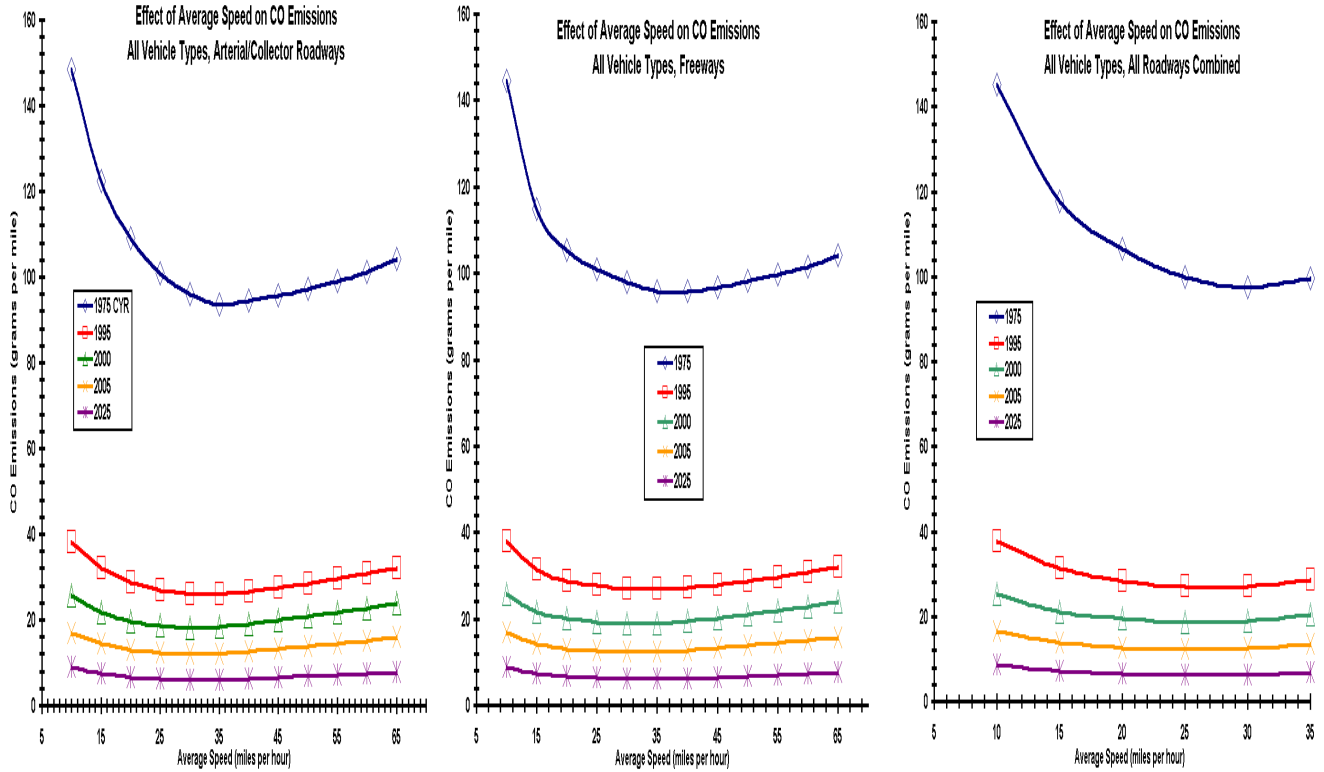 Effect of Average Speed on CO Emissions
All Vehicle Types, Arterial/Collector Roadways
CO Emissions (grams per mile)
160
140
120
100
80
60
40
20
0
5 15 25 35 45 55 65
Average Speed (miles per hour)
1975 CYR
1995
2000
2005
2025
Effect of Average Speed on CO Emissions
All Vehicle Types, Freeways
CO Emissions (grams per mile)
160
140
120
100
80
60
40
20
0
5 15 25 35 45 55 65
Average Speed (miles per hour)
1975
1995
2000
2005
2025
Effect of Average Speed on CO Emissions
All Vehicle Types, All Roadways Combined
CO Emissions (grams per mile)
160
140
120
100
80
60
40
20
0
5 10 15 20 25 30 35
Average Speed (miles per hour)
1975
1995
2000
2005
2025